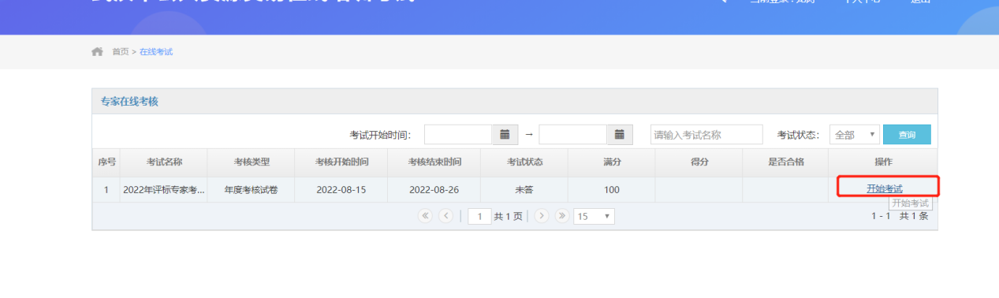 首页 > 在线考试
专家在线考核
考试开始时间： → 请输入考试名称 考试状态： 全部 查询
序号 考试名称 考核类型 考核开始时间 考核结束时间 考试状态 满分 得分 是否合格 操作
1 2022年评标专家考... 年度考核试卷 2022-08-15 2022-08-26 未答 100 开始考试
开始考试
1 共 1 页 15 1 - 1 共 1 条